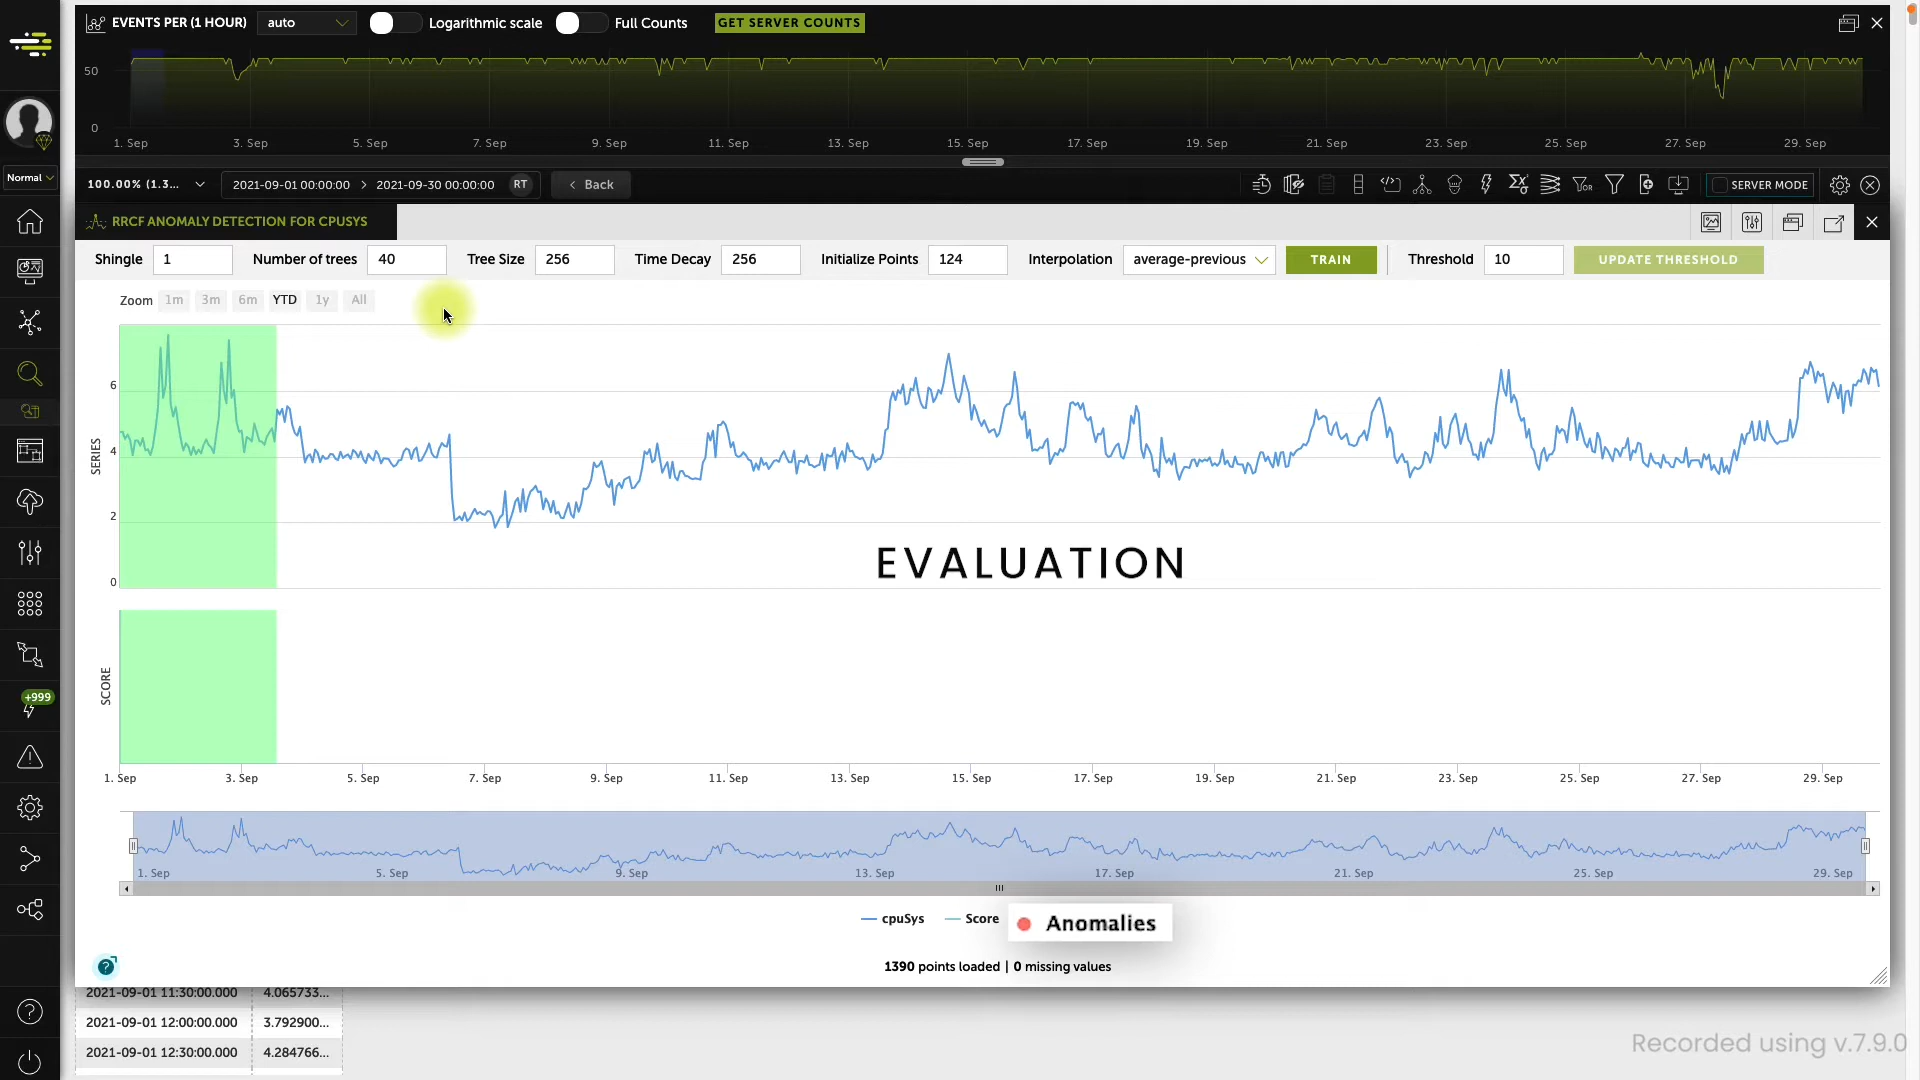 EVENTS PER (1 HOUR) auto Logarithmic scale Full Counts GET SERVER COUNTS
50
0
1. Sep 3. Sep 5. Sep 7. Sep 9. Sep 11. Sep 13. Sep 15. Sep 17. Sep 19. Sep 21. Sep 23. Sep 25. Sep 27. Sep 29. Sep
Normal
100.00% (1.3... 2021-09-01 00:00:00 > 2021-09-30 00:00:00 RT < Back SERVER MODE
RRCF ANOMALY DETECTION FOR CPUSYS
Shingle 1 Number of trees 40 Tree Size 256 Time Decay 256 Initialize Points 124 Interpolation average-previous TRAIN Threshold 10 UPDATE THRESHOLD
Zoom 1m 3m 6m YTD 1y All
6
4
2
0
SERIES
EVALUATION
SCORE
+999
1. Sep 3. Sep 5. Sep 7. Sep 9. Sep 11. Sep 13. Sep 15. Sep 17. Sep 19. Sep 21. Sep 23. Sep 25. Sep 27. Sep 29. Sep
1. Sep 5. Sep 9. Sep 13. Sep 17. Sep 21. Sep 25. Sep 29. Sep
cpuSys Score Anomalies
1390 points loaded | 0 missing values
2021-09-01 11:30:00.000 4.065733...
2021-09-01 12:00:00.000 3.792900...
2021-09-01 12:30:00.000 4.284766...
Recorded using v.7.9.0